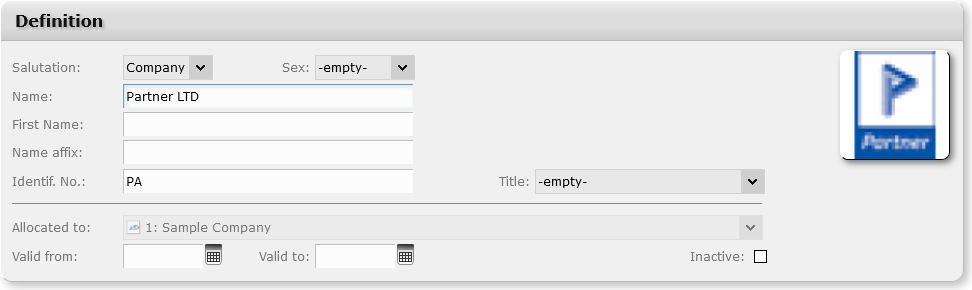 Definition
Salutation: Company Sex: -empty-
Name: Partner LTD
First Name:
Name affix:
Identif. No.: PA Title: -empty-
Allocated to: 1: Sample Company
Valid from: Valid to: Inactive:
Partner